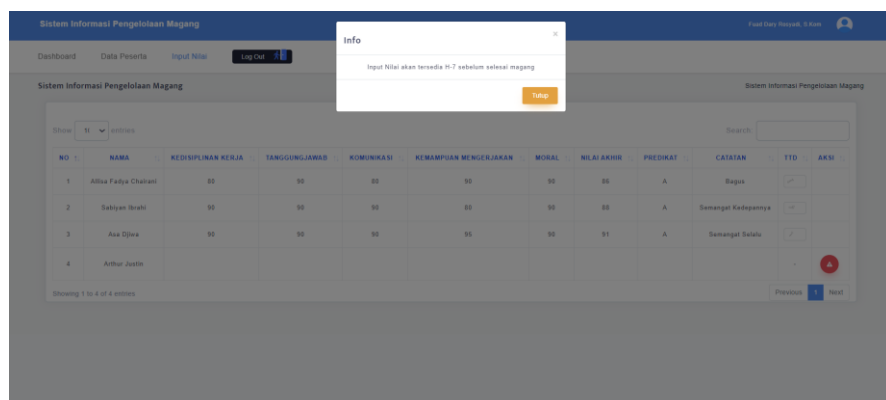 Sistem Informasi Pengelolaan Magang
Info
×
Dashboard Data Peserta Input Nilai Log Out
Input Nilai akan tersedia H-7 sebelum selesai magang
Tutup
Sistem Informasi Pengelolaan Magang
Sistem Informasi Pengelolaan Magang
Show entries
Search:
NO NAMA KEDISIPLINAN KERJA TANGGUNGJAWAB KOMUNIKASI KEMAMPUAN MENGERJAKAN MORAL NILAI AKHIR PREDIKAT CATATAN TTD AKSI
1 80 90 80 90 90 86 A Bagus
2 Sabiyan Ibrahi 90 90 90 80 90 88 A Semangat Kedepannya
3 Asa Djiwa 90 90 90 95 90 91 A Semangat Selalu
4 Arthur Justin -
Showing 1 to 4 of 4 entries
Previous 1 Next